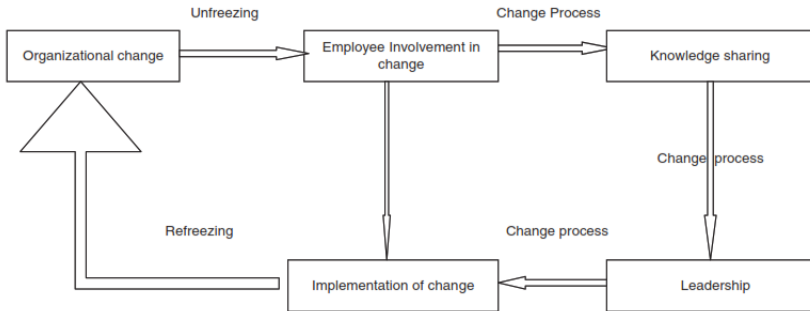 Unfreezing
Change Process
Organizational change
Employee Involvement in
change
Knowledge sharing
Change process
Refreezing
Change process
Implementation of change
Leadership